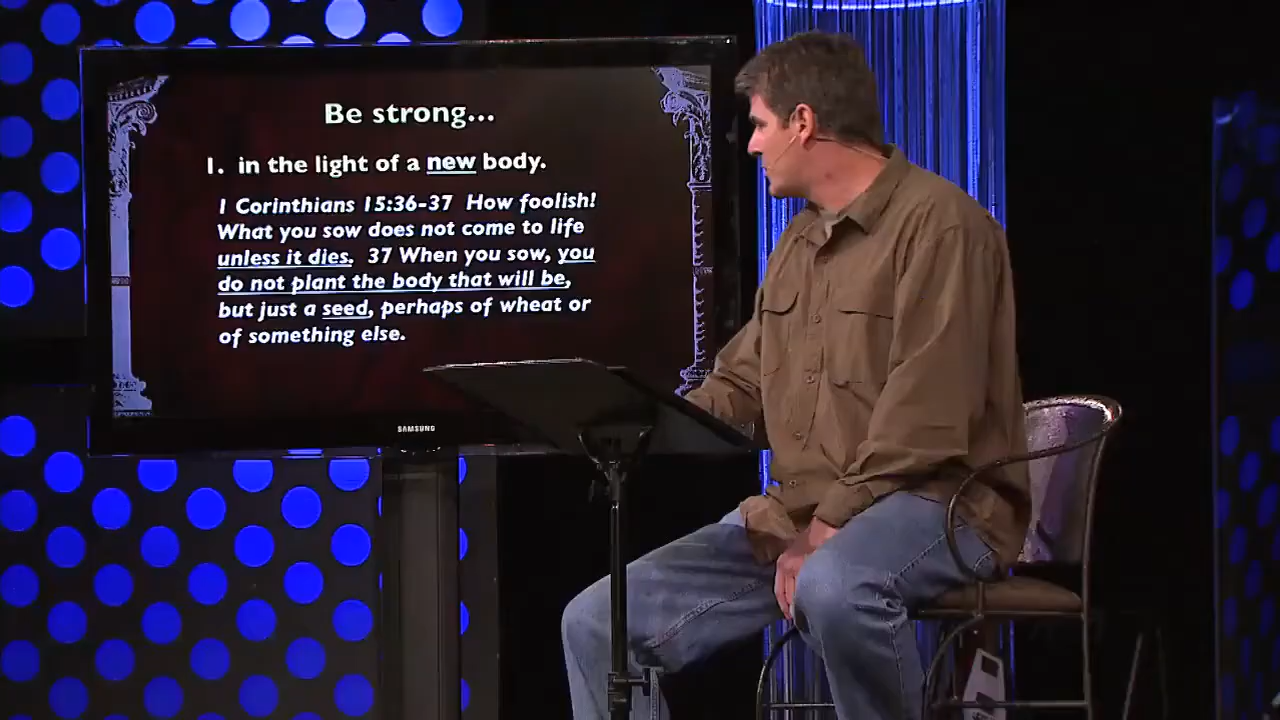 Be strong...
1. in the light of a new body.
1 Corinthians 15:36-37 How foolish!
What you sow does not come to life
unless it dies. 37 When you sow, you
do not plant the body that will be,
but just a seed, perhaps of wheat or
of something else.
SAMSUNG